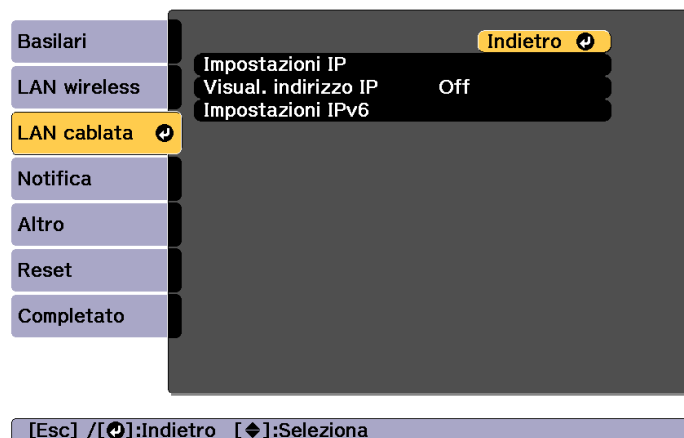 Basilari
LAN wireless
LAN cablata
Notifica
Altro
Reset
Completato
Indietro
Impostazioni IP
Visual. indirizzo IP Off
Impostazioni IPv6
[Esc] /[ ]:Indietro [ ]:Seleziona